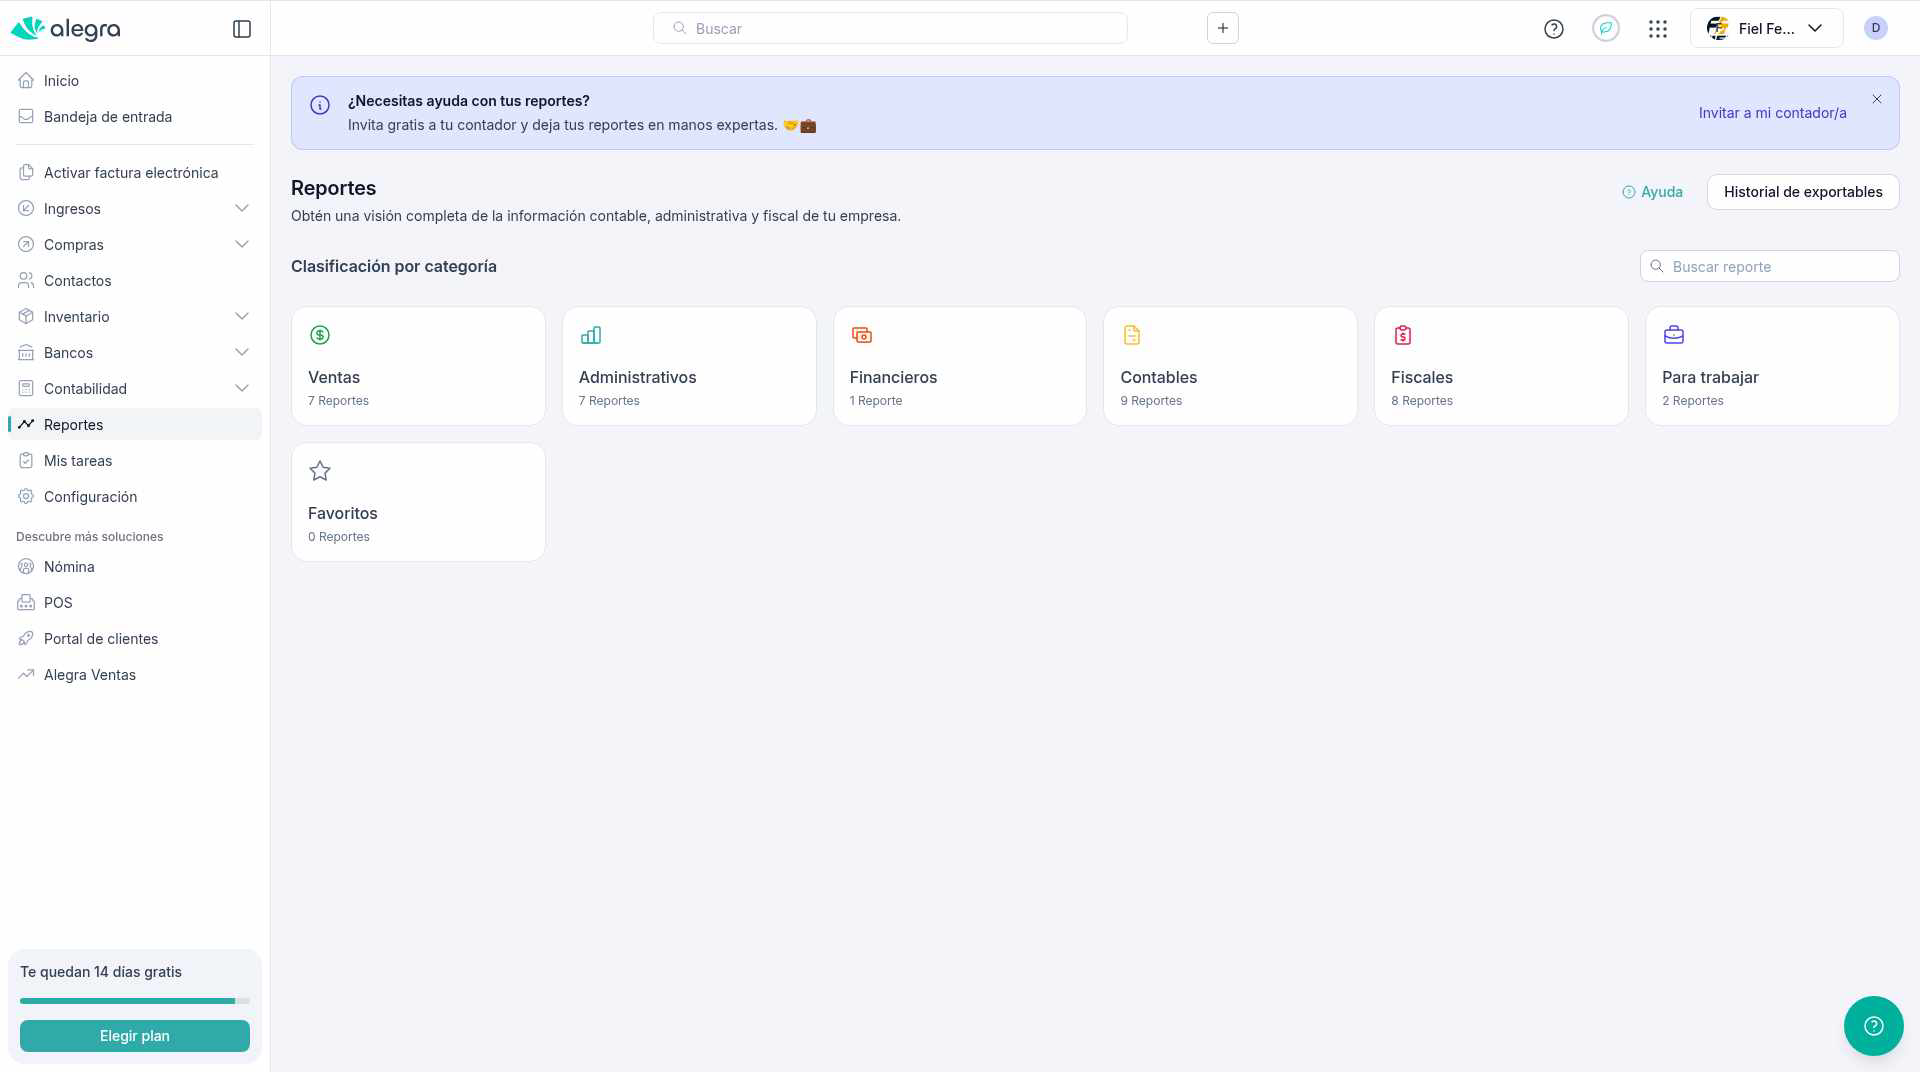 alegra
Buscar
Fiel Fe...
D
Inicio
Bandeja de entrada
Activar factura electrónica
Ingresos
Compras
Contactos
Inventario
Bancos
Contabilidad
Reportes
Mis tareas
Configuración
Descubre más soluciones
Nómina
POS
Portal de clientes
Alegra Ventas
Te quedan 14 días gratis
Elegir plan
¿Necesitas ayuda con tus reportes?
Invita gratis a tu contador y deja tus reportes en manos expertas. 🤝💼
Invitar a mi contador/a
Reportes
Obtén una visión completa de la información contable, administrativa y fiscal de tu empresa.
Ayuda
Historial de exportables
Clasificación por categoría
Buscar reporte
Ventas
7 Reportes
Administrativos
7 Reportes
Financieros
1 Reporte
Contables
9 Reportes
Fiscales
8 Reportes
Para trabajar
2 Reportes
Favoritos
0 Reportes